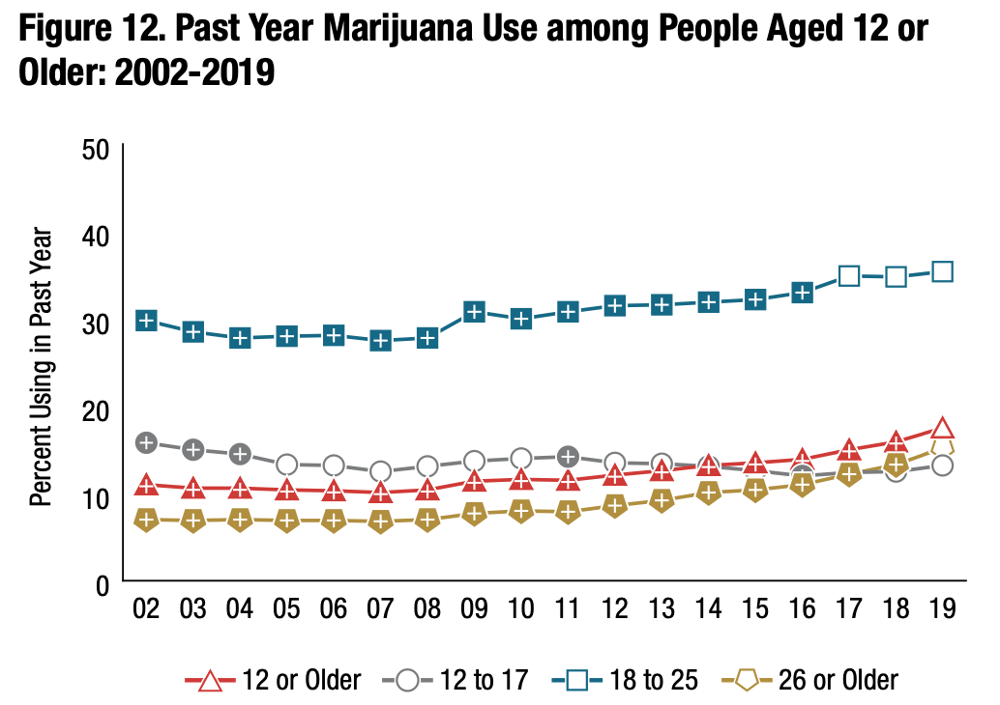 Figure 12. Past Year Marijuana Use among People Aged 12 or
Older: 2002-2019
Percent Using in Past Year
50
40
30
20
10
0
02 03 04 05 06 07 08 09 10 11 12 13 14 15 16 17 18 19
12 or Older 12 to 17 18 to 25 26 or Older